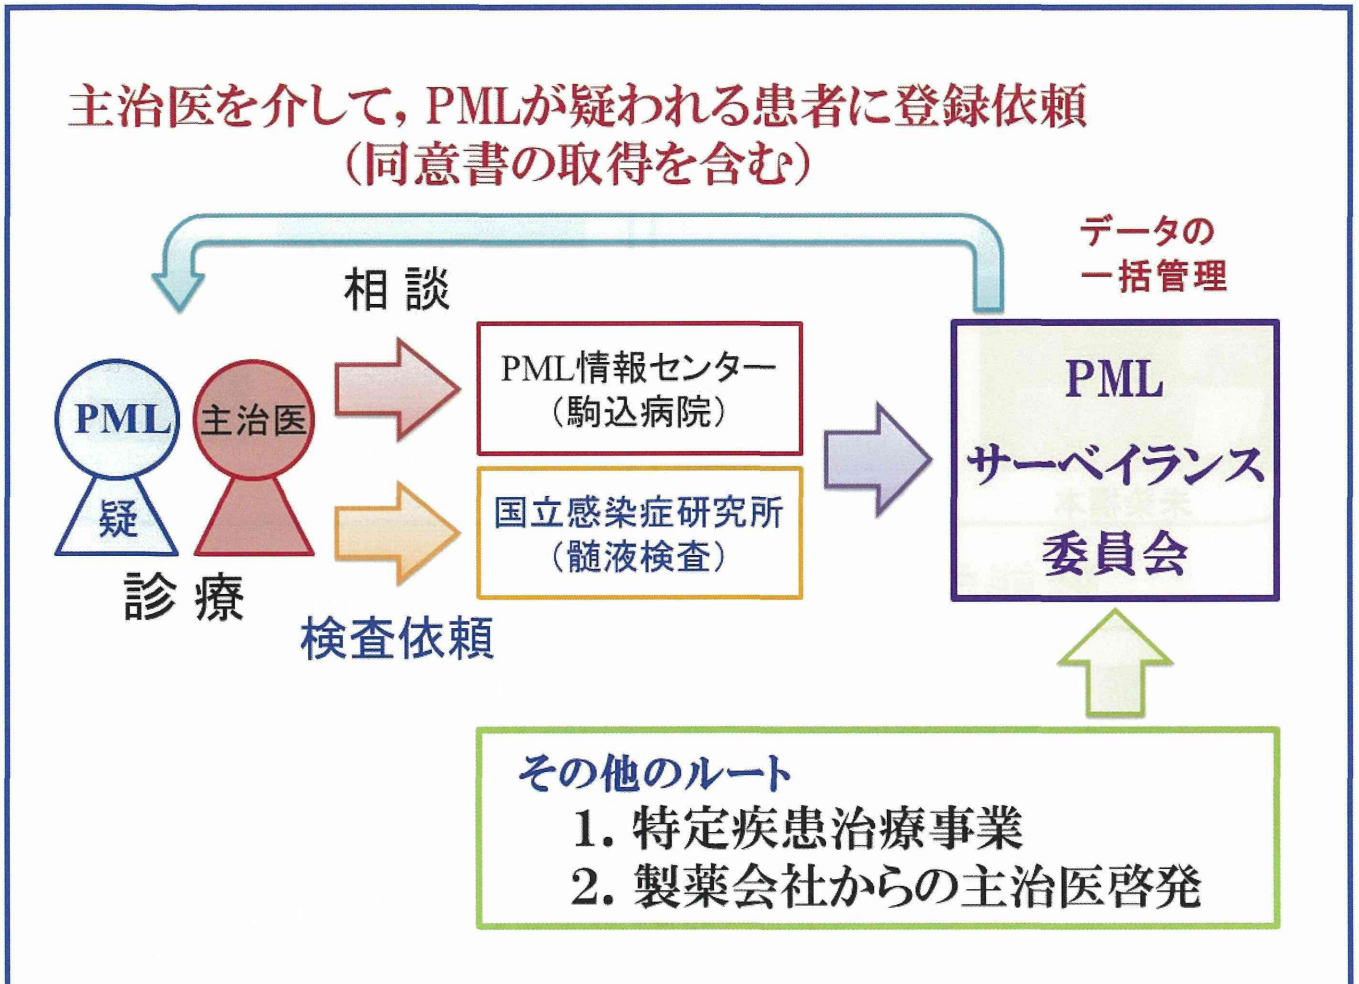 主治医を介して，PMLが疑われる患者に登録依頼
（同意書の取得を含む）
データの
一括管理
相 談
PML
疑
主治医
診 療
PML情報センター
（駒込病院）
国立感染症研究所
（髄液検査）
検査依頼
PML
サーベイランス
委員会
その他のルート
1. 特定疾患治療事業
2. 製薬会社からの主治医啓発